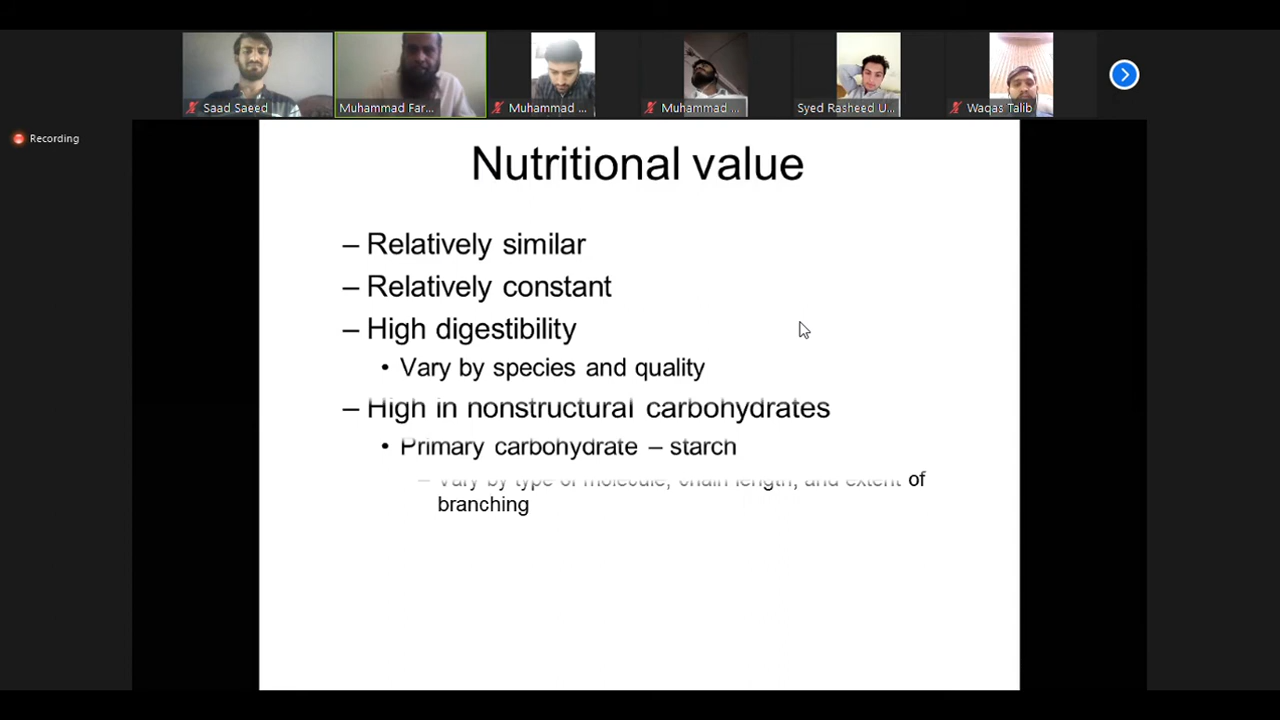 Saad Saeed
Muhammad Far...
Muhammad ...
Muhammad ...
Syed Rasheed U...
Waqas Talib
Recording
Nutritional value
– Relatively similar
– Relatively constant
– High digestibility
• Vary by species and quality
– High in nonstructural carbohydrates
• Primary carbohydrate – starch
– Vary by type of molecule, chain length, and extent of
branching